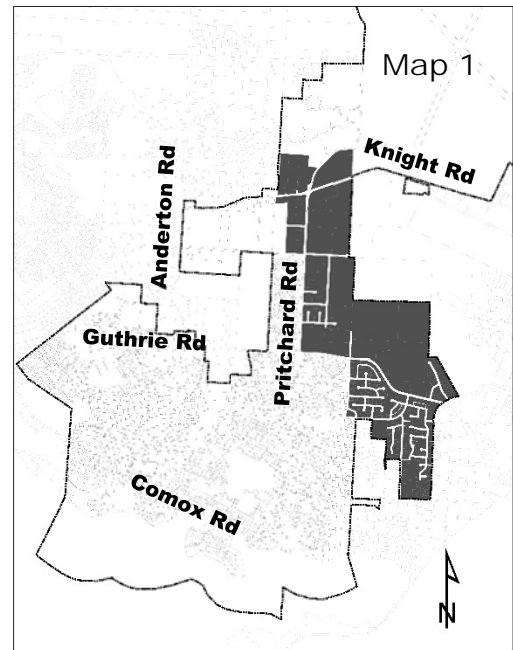 Map 1
Knight Rd
Anderton Rd
Pritchard Rd
Guthrie Rd
Comox Rd
N